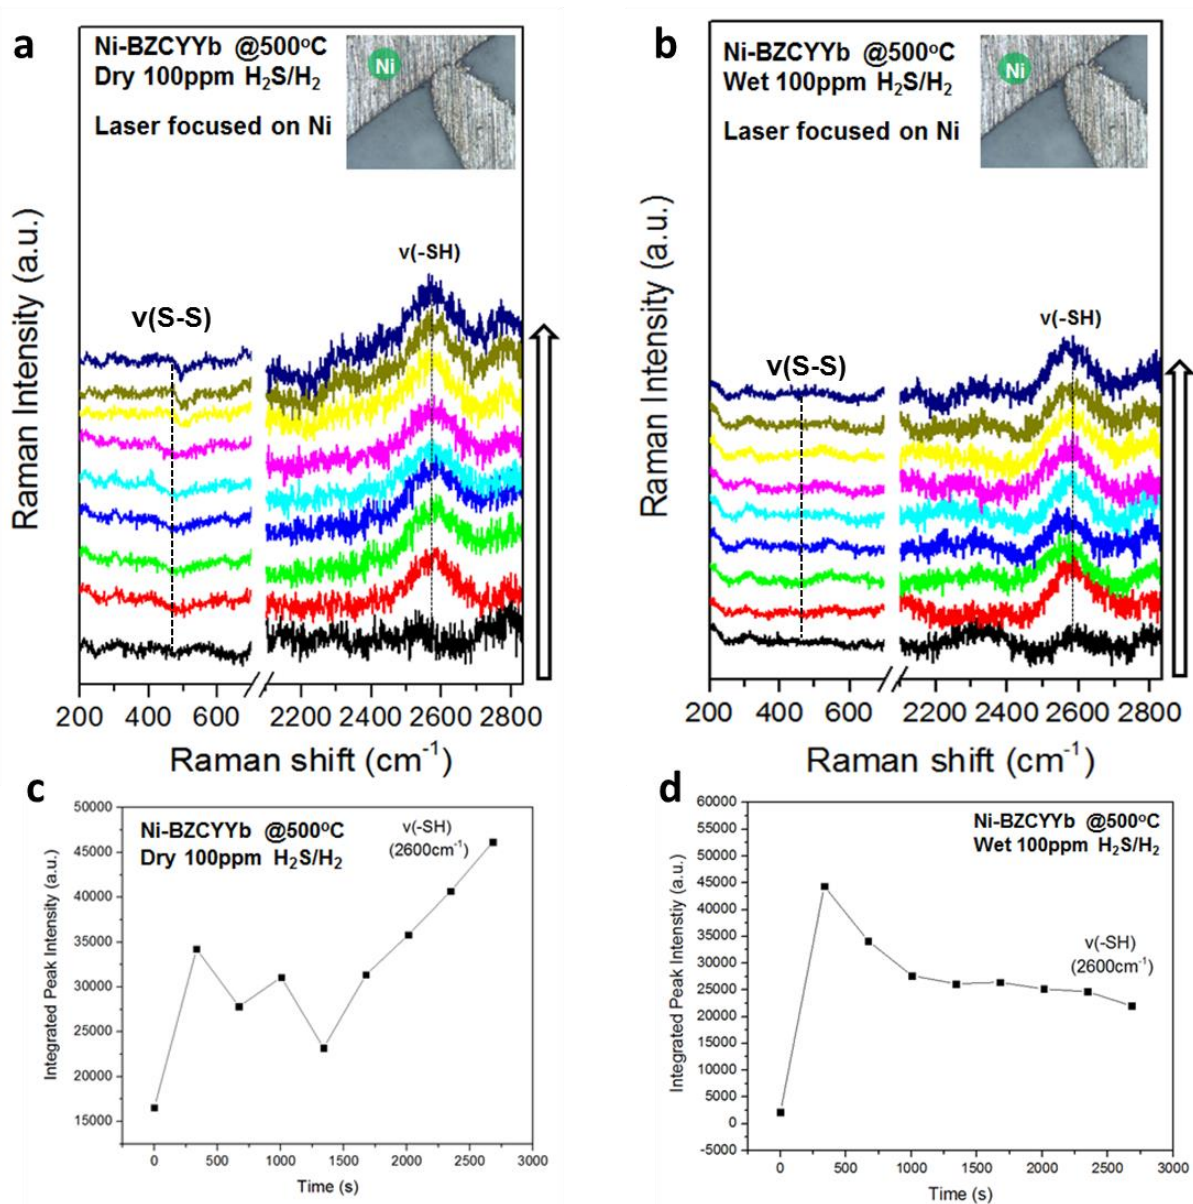 a
Ni-BZCYYb @500°C
Dry 100ppm H₂S/H₂
Laser focused on Ni
Ni
ν(-SH)
ν(S-S)
Raman Intensity (a.u.)
200 400 600 2200 2400 2600 2800
Raman shift (cm⁻¹)
b
Ni-BZCYYb @500°C
Wet 100ppm H₂S/H₂
Laser focused on Ni
Ni
ν(-SH)
ν(S-S)
Raman Intensity (a.u.)
200 400 600 2200 2400 2600 2800
Raman shift (cm⁻¹)
c
Ni-BZCYYb @500°C
Dry 100ppm H₂S/H₂
ν(-SH)
(2600cm⁻¹)
Integrated Peak Intensity (a.u.)
50000
45000
40000
35000
30000
25000
20000
15000
0 500 1000 1500 2000 2500 3000
Time (s)
d
Ni-BZCYYb @500°C
Wet 100ppm H₂S/H₂
ν(-SH)
(2600cm⁻¹)
Integrated Peak Intenstiy (a.u.)
60000
55000
50000
45000
40000
35000
30000
25000
20000
15000
10000
5000
0
-5000
0 500 1000 1500 2000 2500 3000
Time (s)